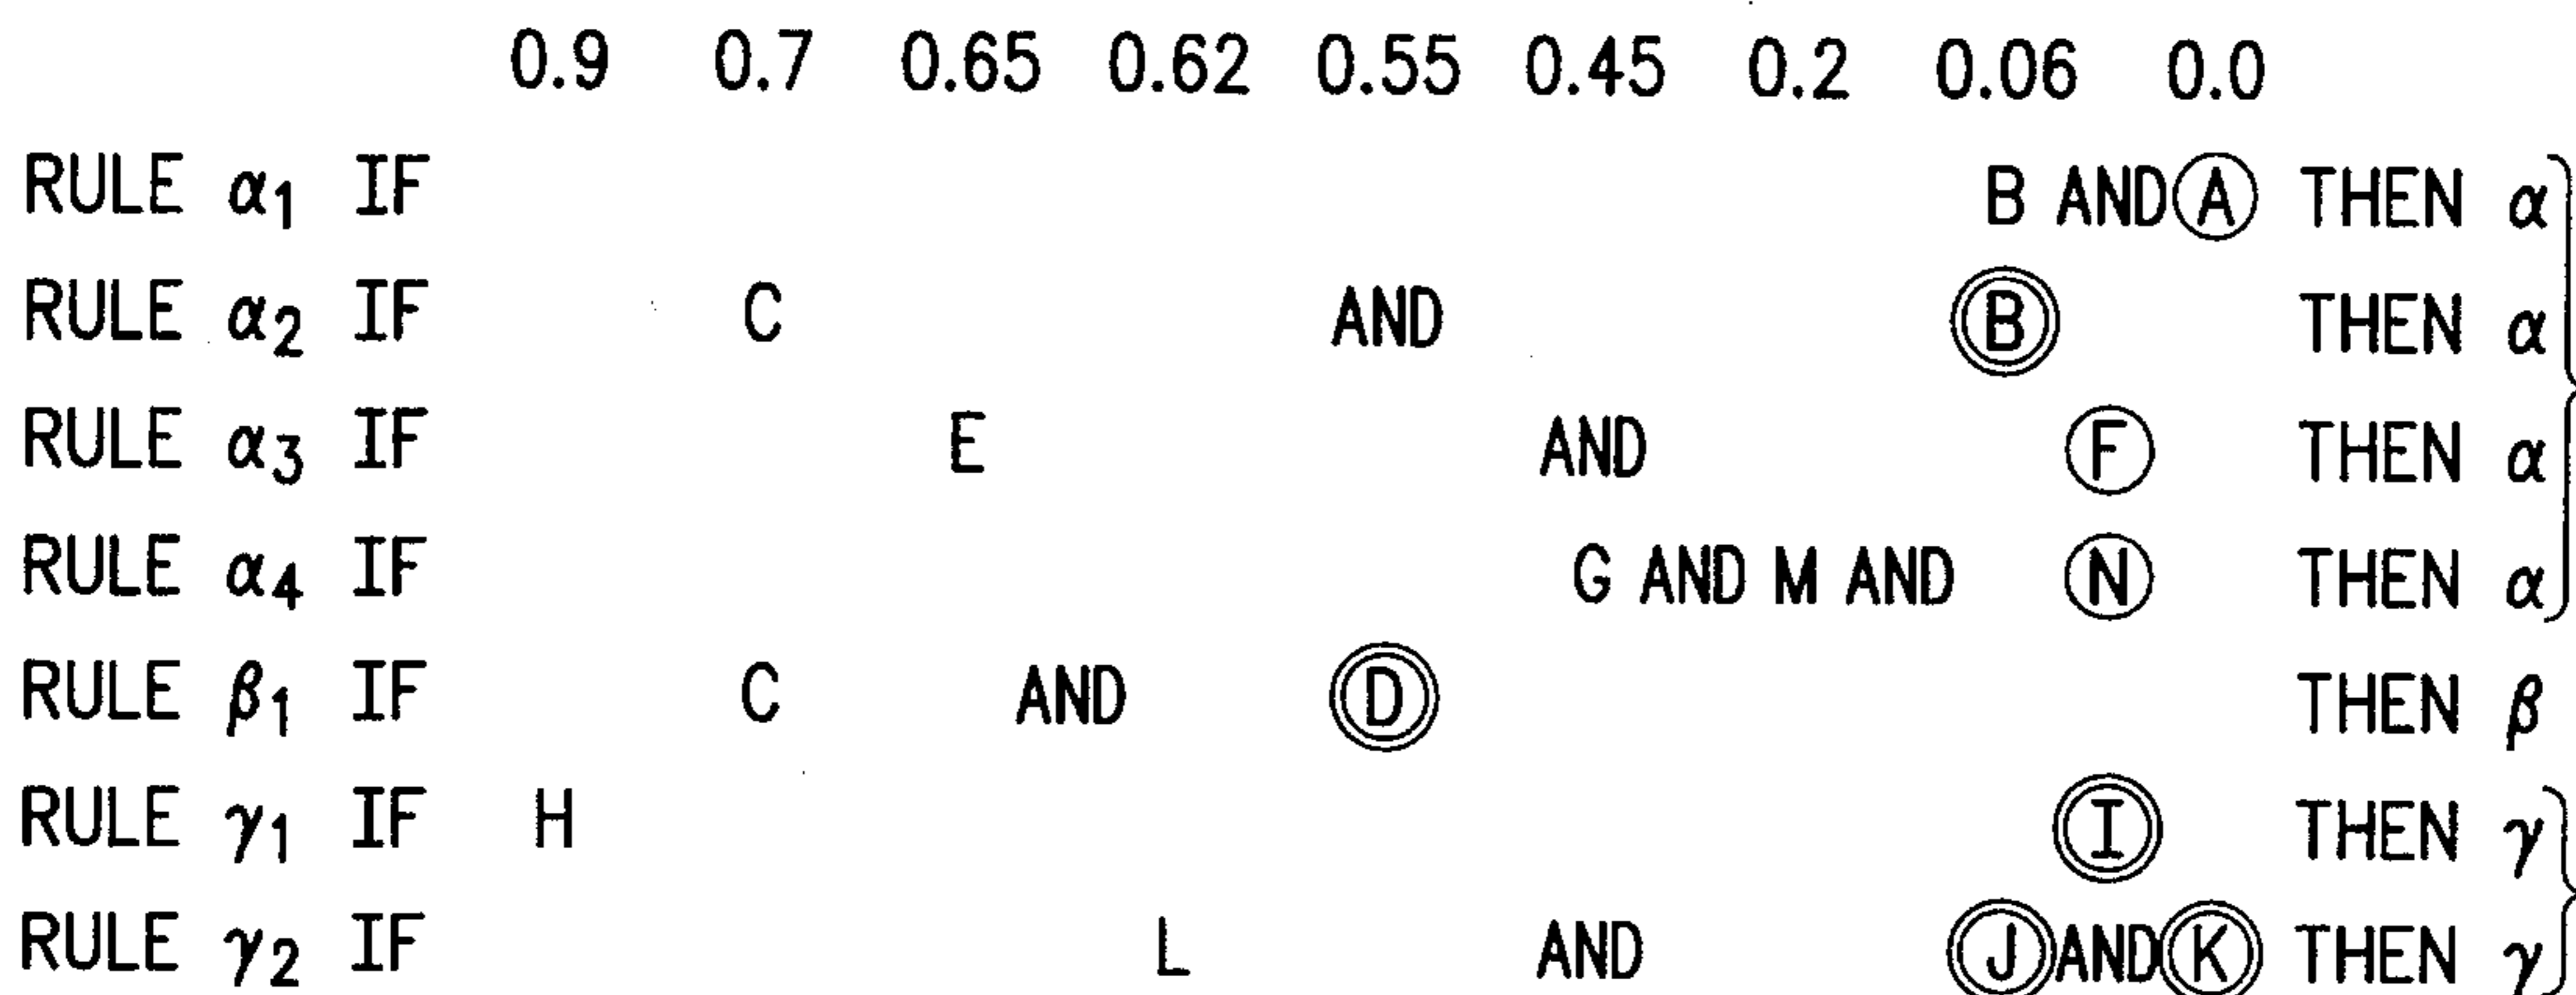 0.9 0.7 0.65 0.62 0.55 0.45 0.2 0.06 0.0
RULE α1 IF B AND A THEN α
RULE α2 IF C AND B THEN α
RULE α3 IF E AND F THEN α
RULE α4 IF G AND M AND N THEN α
RULE β1 IF C AND D THEN β
RULE γ1 IF H I THEN γ
RULE γ2 IF L AND J AND K THEN γ